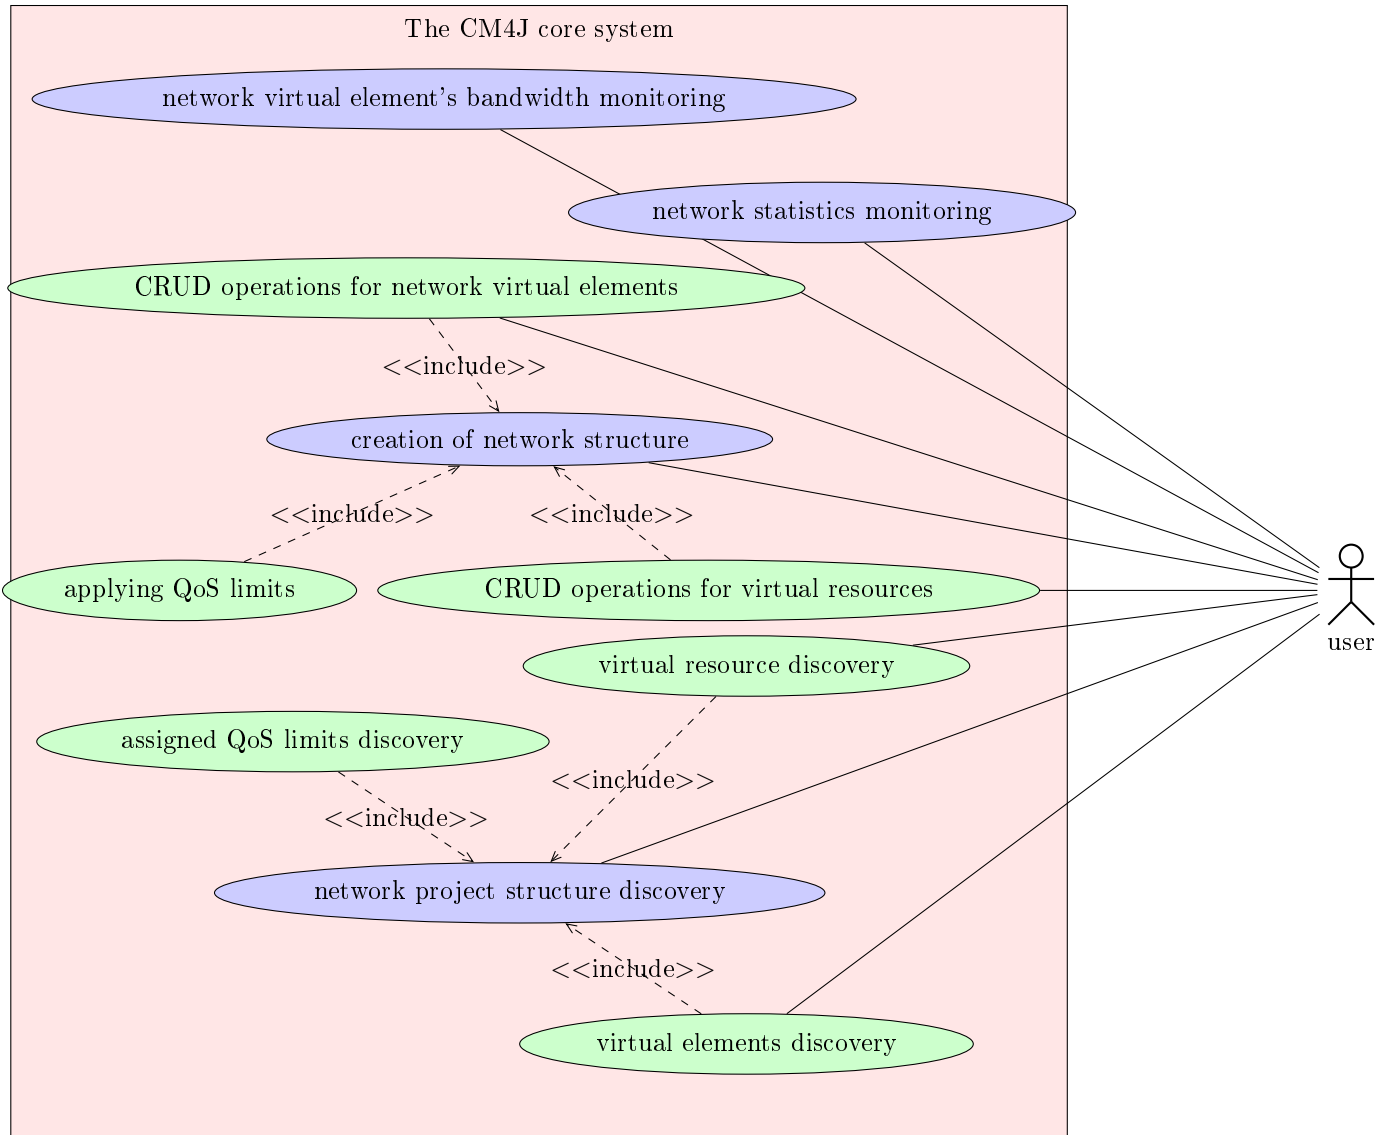 The CM4J core system
network virtual element's bandwidth monitoring
network statistics monitoring
CRUD operations for network virtual elements
<<include>>
creation of network structure
<<include>>
<<include>>
applying QoS limits
CRUD operations for virtual resources
user
virtual resource discovery
assigned QoS limits discovery
<<include>>
<<include>>
network project structure discovery
<<include>>
virtual elements discovery